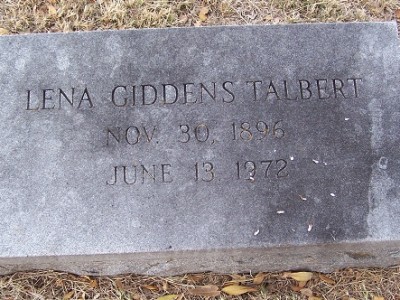 LENA GIDDENS TALBERT
NOV. 30, 1896
JUNE 13, 1972